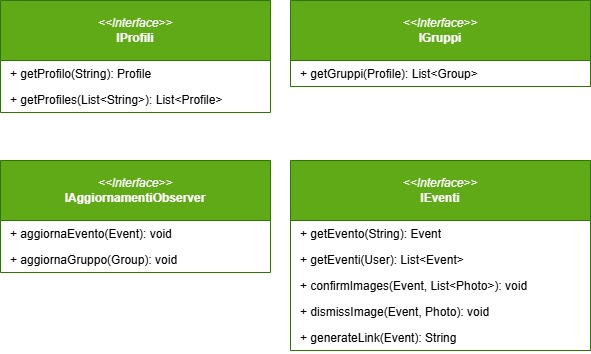 <<Interface>>
IProfili
+ getProfilo(String): Profile
+ getProfiles(List<String>): List<Profile>
<<Interface>>
IGruppi
+ getGruppi(Profile): List<Group>
<<Interface>>
IAggiornamentiObserver
+ aggiornaEvento(Event): void
+ aggiornaGruppo(Group): void
<<Interface>>
IEventi
+ getEvento(String): Event
+ getEventi(User): List<Event>
+ confirmImages(Event, List<Photo>): void
+ dismissImage(Event, Photo): void
+ generateLink(Event): String